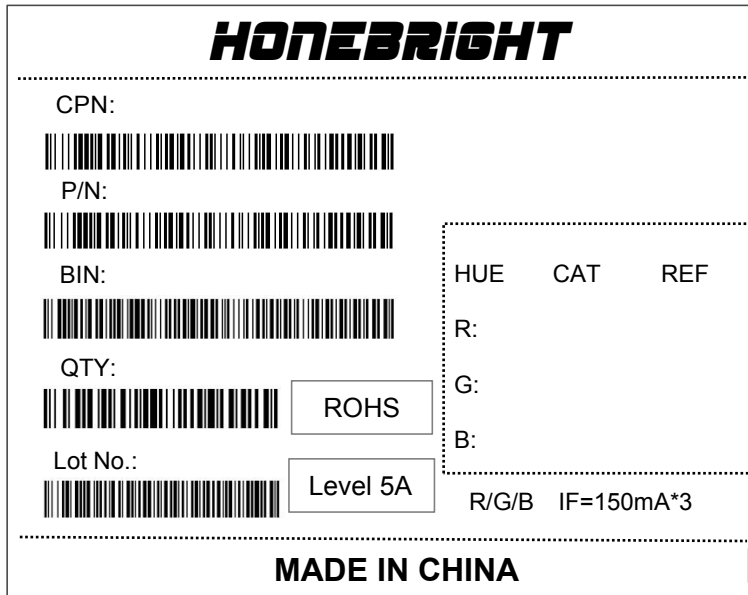 HONEBRIGHT
CPN:
P/N:
BIN:
QTY:
ROHS
Lot No.:
Level 5A
HUE CAT REF
R:
G:
B:
R/G/B IF=150mA*3
MADE IN CHINA